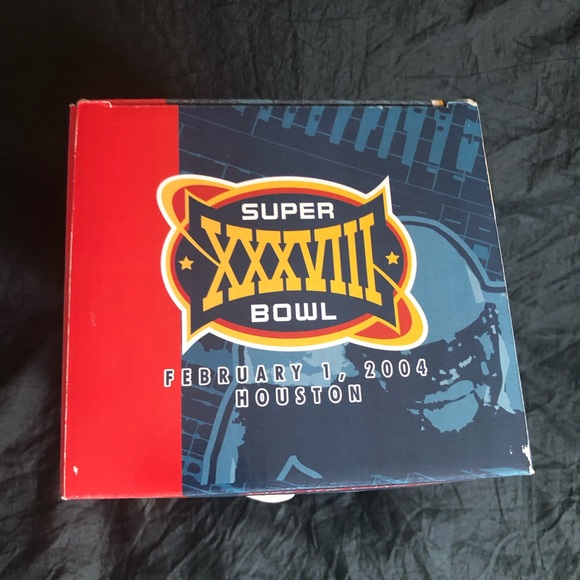 SUPER
XXXVIII
BOWL
FEBRUARY 1, 2004
HOUSTON